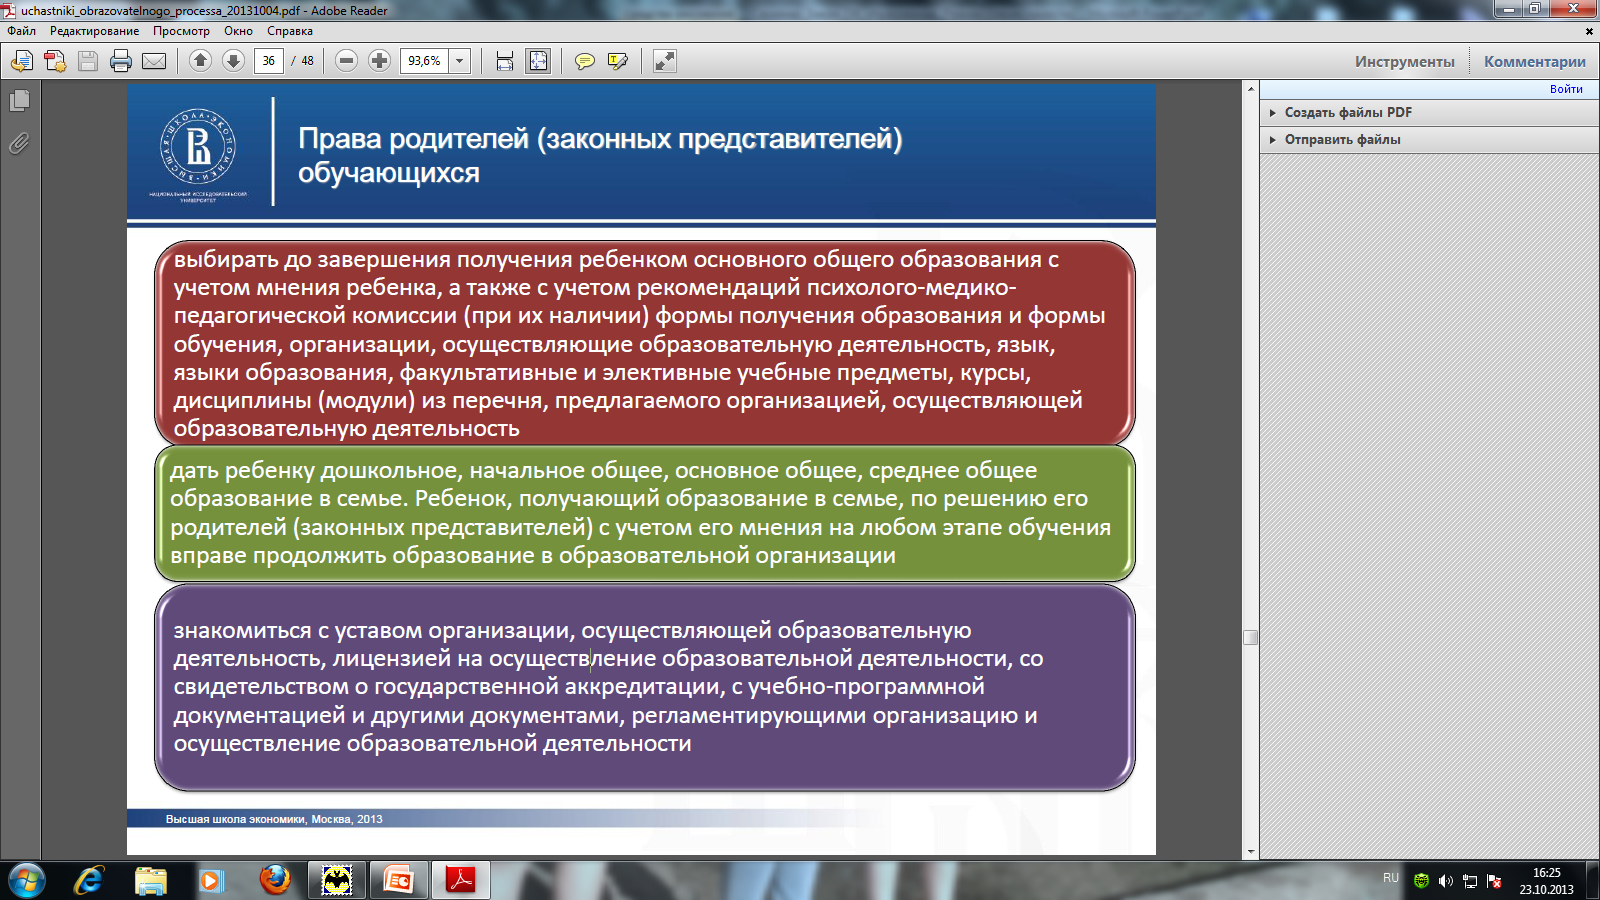 uchastniki_obrazovatelnogo_processa_20131004.pdf - Adobe Reader
Файл Редактирование Просмотр Окно Справка
36 / 48 93,6% Инструменты Комментарии
Войти
Создать файлы PDF
Отправить файлы
ВЫСШАЯ ШКОЛА ЭКОНОМИКИ
НАЦИОНАЛЬНЫЙ ИССЛЕДОВАТЕЛЬСКИЙ
УНИВЕРСИТЕТ
Права родителей (законных представителей)
обучающихся
выбирать до завершения получения ребенком основного общего образования с
учетом мнения ребенка, а также с учетом рекомендаций психолого-медико-
педагогической комиссии (при их наличии) формы получения образования и формы
обучения, организации, осуществляющие образовательную деятельность, язык,
языки образования, факультативные и элективные учебные предметы, курсы,
дисциплины (модули) из перечня, предлагаемого организацией, осуществляющей
образовательную деятельность
дать ребенку дошкольное, начальное общее, основное общее, среднее общее
образование в семье. Ребенок, получающий образование в семье, по решению его
родителей (законных представителей) с учетом его мнения на любом этапе обучения
вправе продолжить образование в образовательной организации
знакомиться с уставом организации, осуществляющей образовательную
деятельность, лицензией на осуществление образовательной деятельности, со
свидетельством о государственной аккредитации, с учебно-программной
документацией и другими документами, регламентирующими организацию и
осуществление образовательной деятельности
Высшая школа экономики, Москва, 2013
RU
16:25
23.10.2013